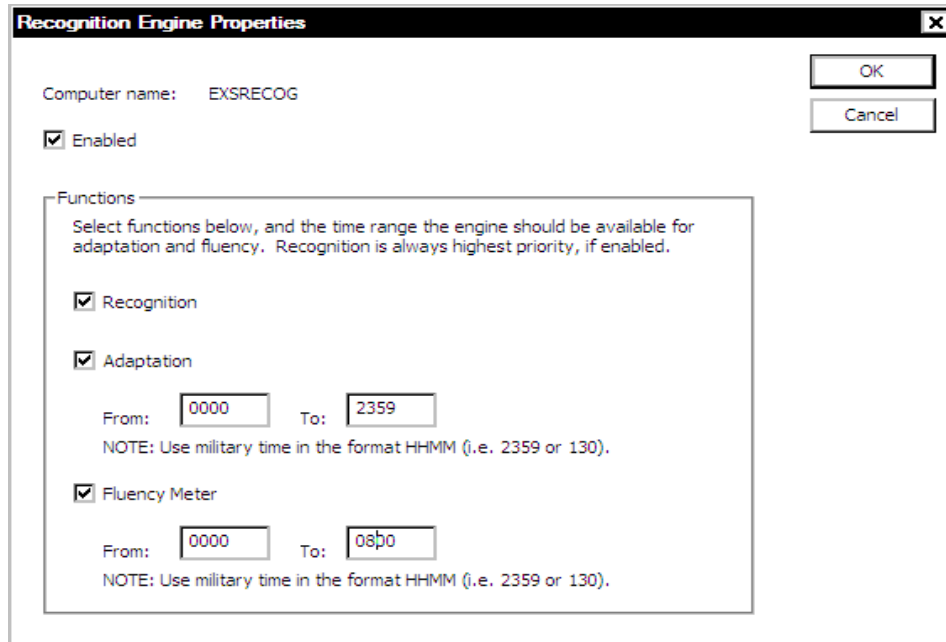 Recognition Engine Properties
OK
Computer name: EXSRECOG
Cancel
Enabled
Functions
Select functions below, and the time range the engine should be available for
adaptation and fluency. Recognition is always highest priority, if enabled.
Recognition
Adaptation
From: 0000 To: 2359
NOTE: Use military time in the format HHMM (i.e. 2359 or 130).
Fluency Meter
From: 0000 To: 0800
NOTE: Use military time in the format HHMM (i.e. 2359 or 130).